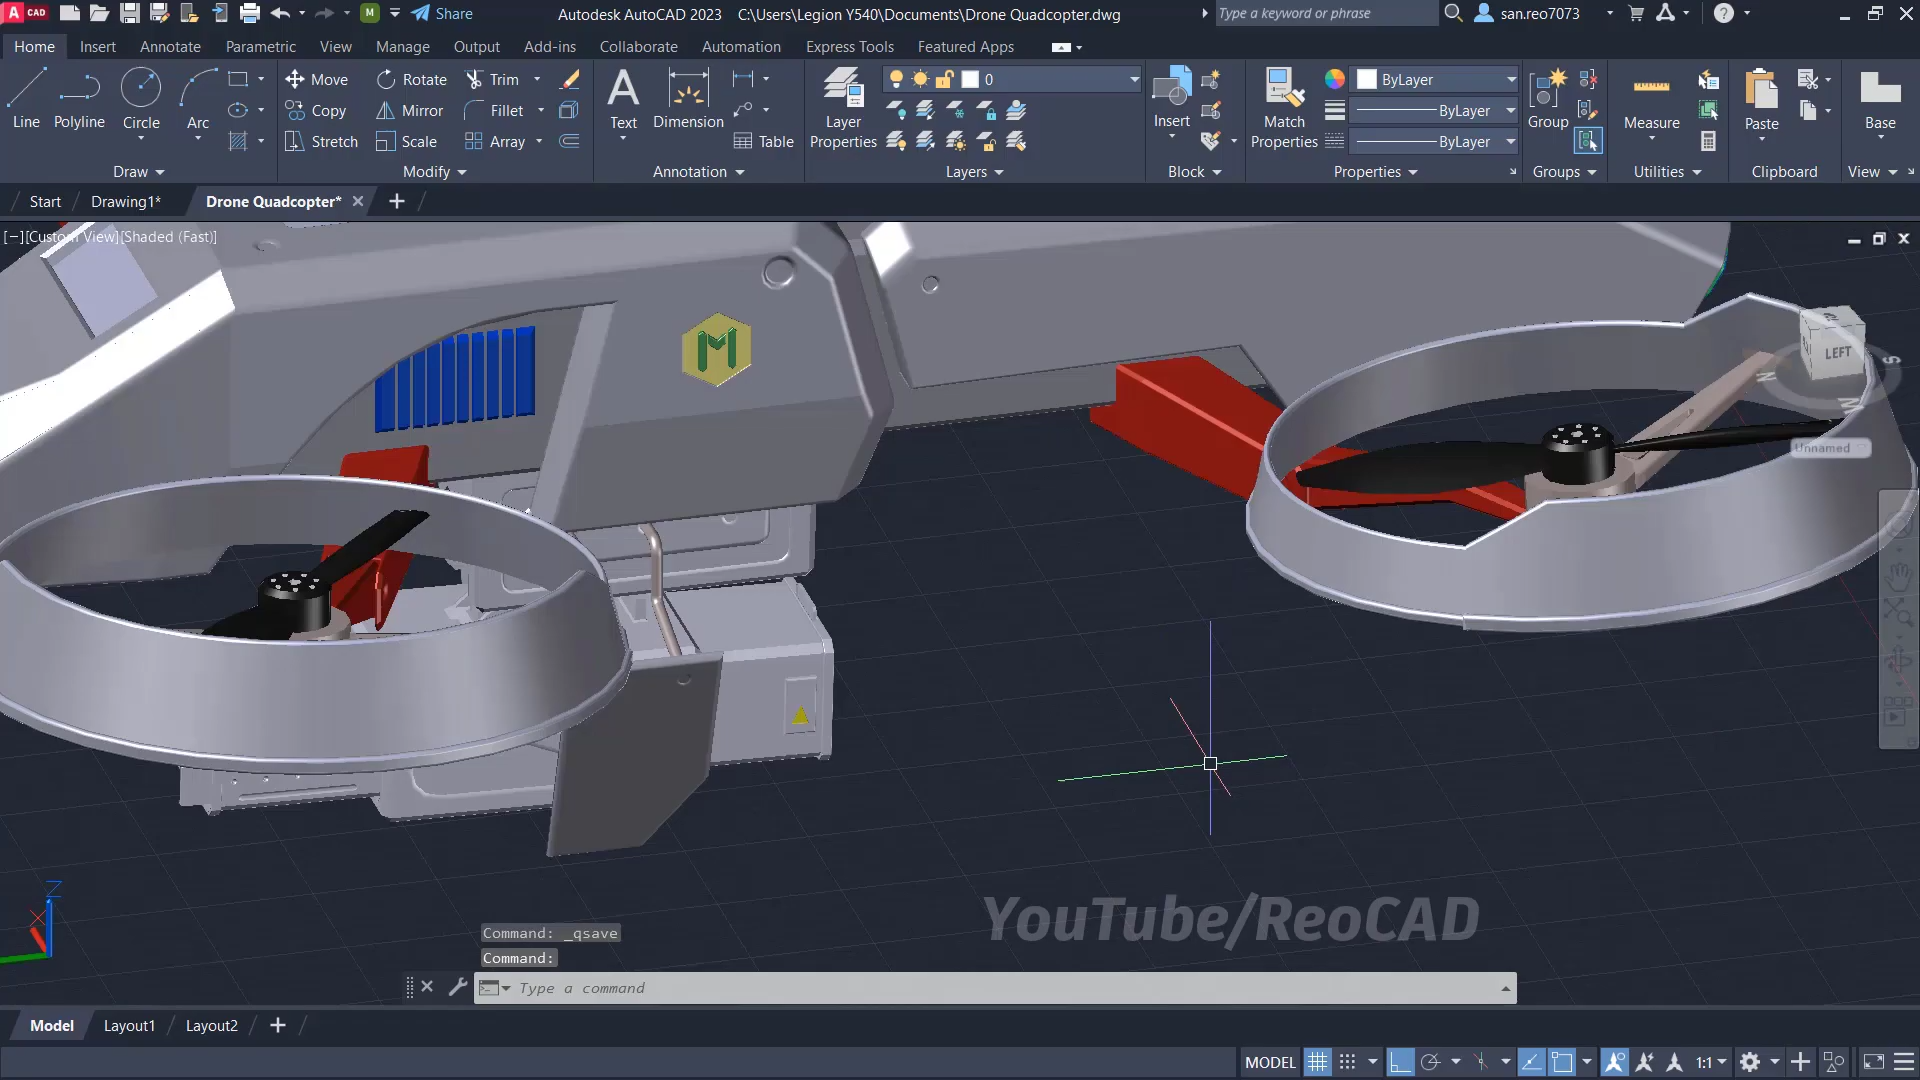 A CAD
M
Share
Autodesk AutoCAD 2023 C:\Users\Legion Y540\Documents\Drone Quadcopter.dwg
Type a keyword or phrase
san.reo7073
Home Insert Annotate Parametric View Manage Output Add-ins Collaborate Automation Express Tools Featured Apps
Line Polyline Circle Arc
Move Rotate Trim
Copy Mirror Fillet
Stretch Scale Array
A
Text Dimension
Table
Layer Properties
0
Insert
Match Properties
ByLayer
ByLayer
ByLayer
Group
Measure
Paste
Base
Draw Modify Annotation Layers Block Properties Groups Utilities Clipboard View
Start Drawing1* Drone Quadcopter*
[−][Custom View][Shaded (Fast)]
M
LEFT
N
S
Unnamed
Z
X
YouTube/ReoCAD
Command: _qsave
Command:
Type a command
Model Layout1 Layout2
MODEL 1:1